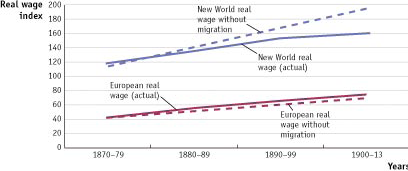 Real wage
index
200
180
160
140
120
100
80
60
40
20
0
New World real
wage without
migration
New World real
wage (actual)
European real
wage (actual)
European real
wage without
migration
1870–79
1880–89
1890–99
1900–13
Years